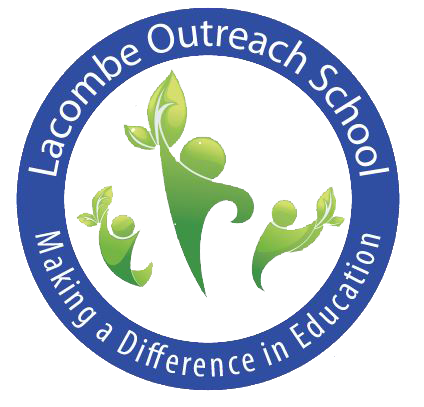 Lacombe Outreach School
Making a Difference in Education